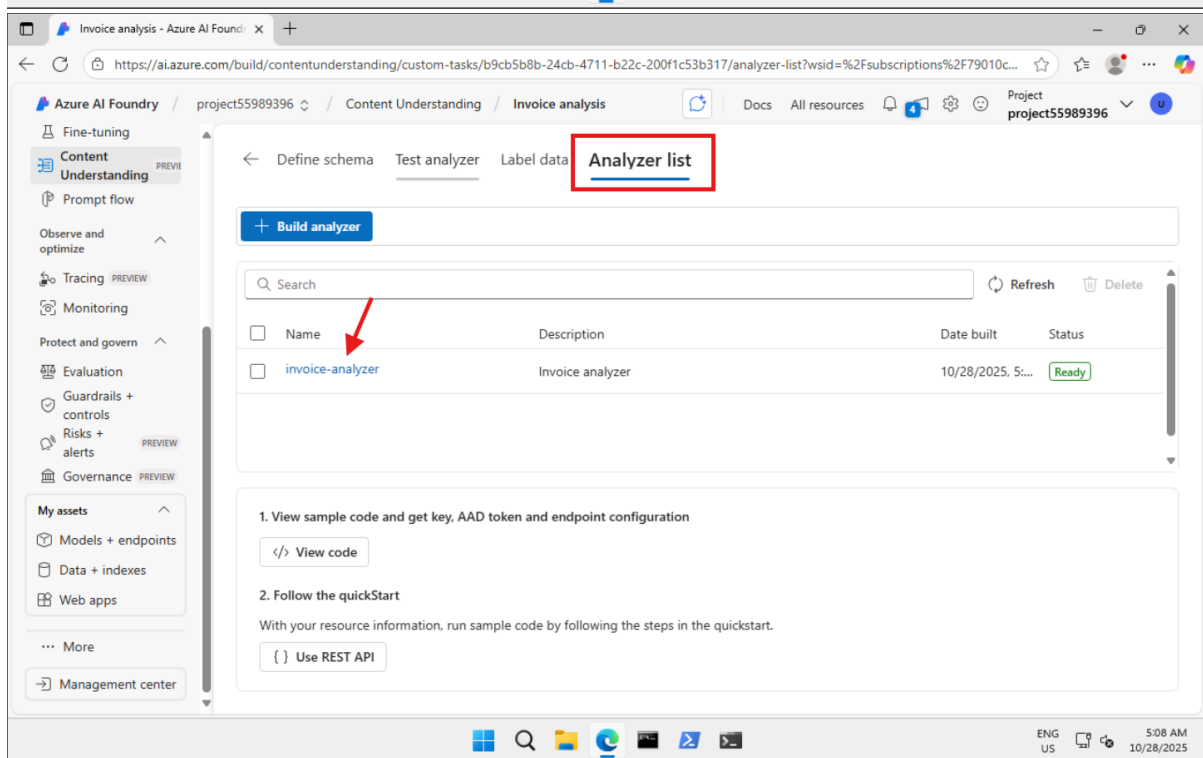 Invoice analysis - Azure AI Found
https://ai.azure.com/build/contentunderstanding/custom-tasks/b9cb5b8b-24cb-4711-b22c-200f1c53b317/analyzer-list?wsid=%2Fsubscriptions%2F79010c...
Azure AI Foundry / project55989396 / Content Understanding / Invoice analysis
Docs All resources 4 Project
project55989396 U
Fine-tuning
Content
Understanding PREVIE
Prompt flow
Observe and
optimize
Tracing PREVIEW
Monitoring
Protect and govern
Evaluation
Guardrails +
controls
Risks +
alerts PREVIEW
Governance PREVIEW
My assets
Models + endpoints
Data + indexes
Web apps
··· More
Management center
Define schema Test analyzer Label data Analyzer list
+ Build analyzer
Search Refresh Delete
Name Description Date built Status
invoice-analyzer Invoice analyzer 10/28/2025, 5:... Ready
1. View sample code and get key, AAD token and endpoint configuration
</> View code
2. Follow the quickStart
With your resource information, run sample code by following the steps in the quickstart.
{ } Use REST API
ENG
US
5:08 AM
10/28/2025